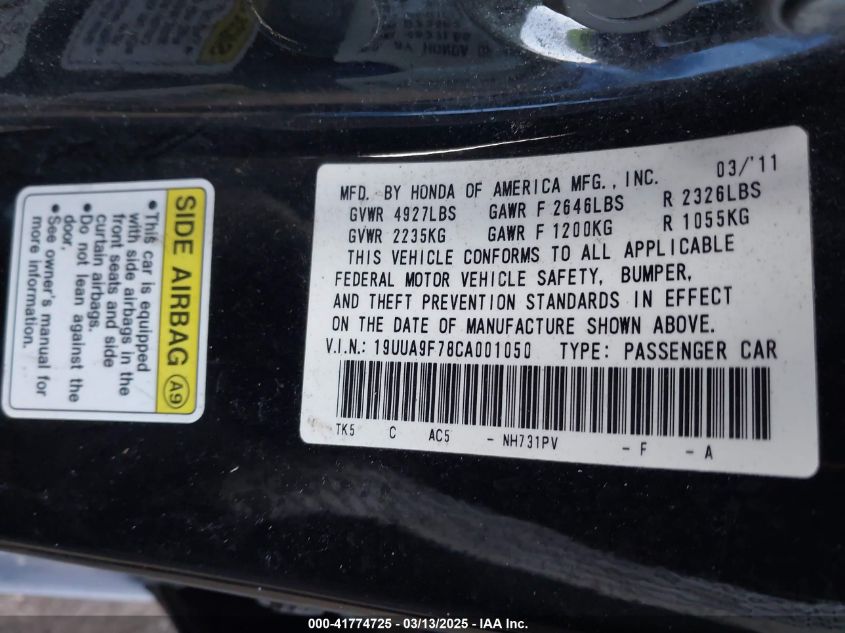 SIDE AIRBAG A9
• This car is equipped
with side airbags in the
front seats and side
curtain airbags.
• Do not lean against the
door.
• See owner's manual for
more information.
MFD. BY HONDA OF AMERICA MFG., INC. 03/'11
GVWR 4927LBS GAWR F 2646LBS R 2326LBS
GVWR 2235KG GAWR F 1200KG R 1055KG
THIS VEHICLE CONFORMS TO ALL APPLICABLE
FEDERAL MOTOR VEHICLE SAFETY, BUMPER,
AND THEFT PREVENTION STANDARDS IN EFFECT
ON THE DATE OF MANUFACTURE SHOWN ABOVE.
V.I.N.: 19UUA9F78CA001050 TYPE: PASSENGER CAR
TK5 C AC5 - NH731PV - F - A
000-41774725 - 03/13/2025 - IAA Inc.